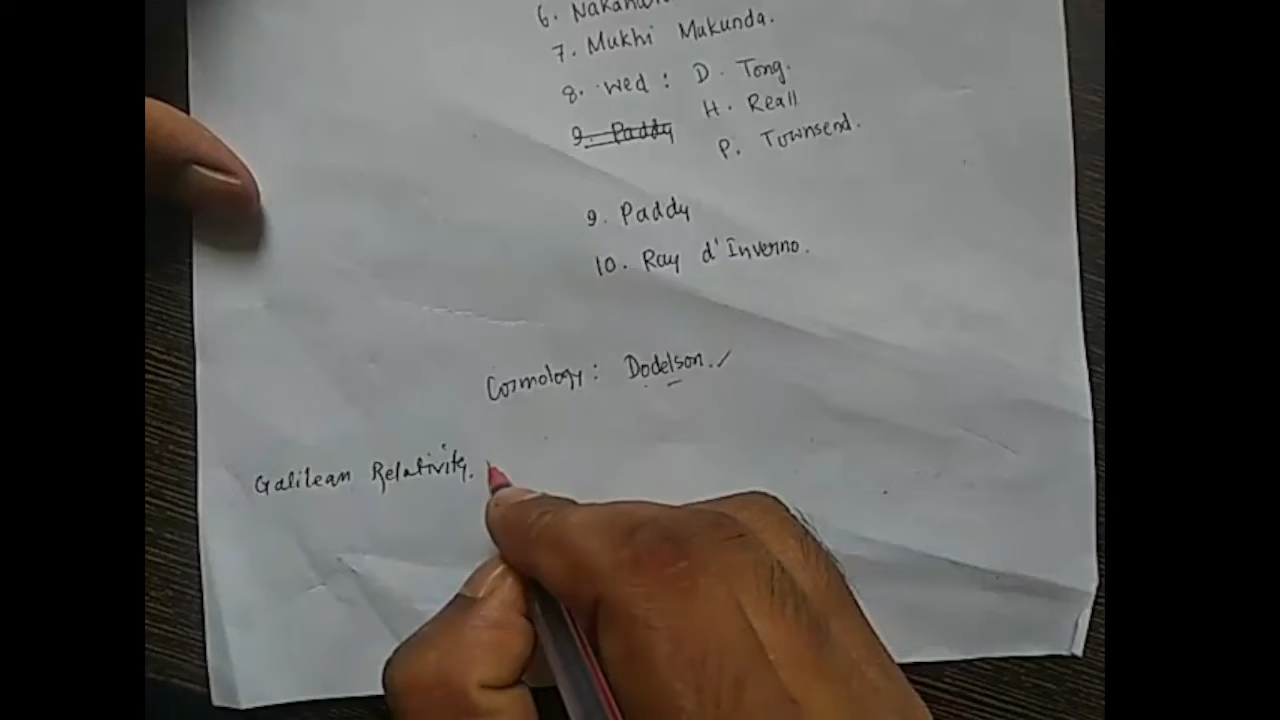 6.
7. Mukhi Mukunda.
8. Wed : D. Tong.
H. Reall
9. Paddy
P. Townsend.
9. Paddy
10. Ray d'Inverno.
Cosmology : Dodelson.
Galilean Relativity.